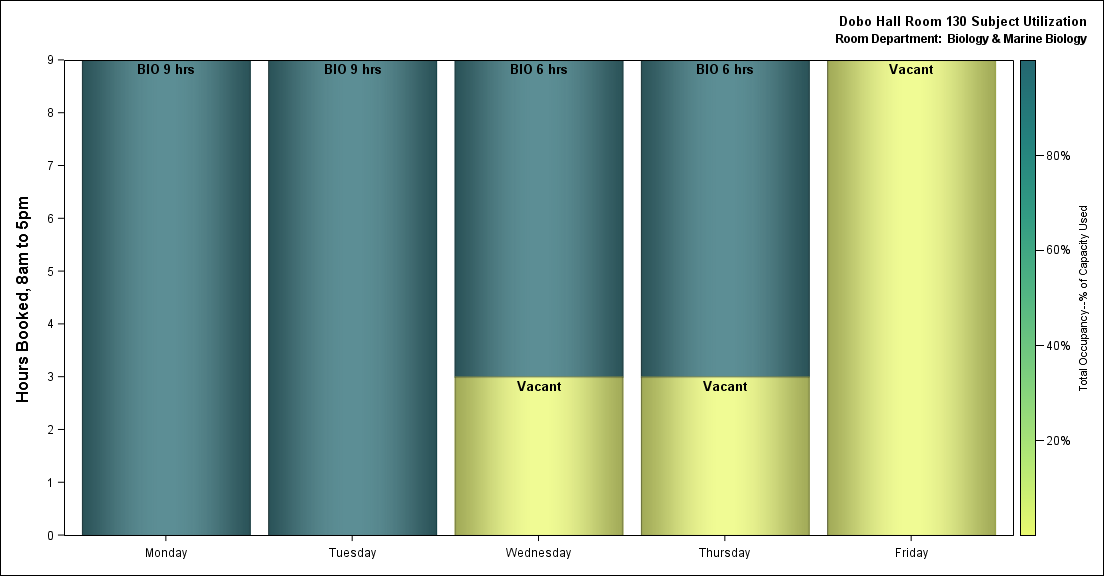 Dobo Hall Room 130 Subject Utilization
Room Department: Biology & Marine Biology
Hours Booked, 8am to 5pm
9
8
7
6
5
4
3
2
1
0
BIO 9 hrs
BIO 9 hrs
BIO 6 hrs
BIO 6 hrs
Vacant
Vacant
Vacant
Monday
Tuesday
Wednesday
Thursday
Friday
80%
60%
40%
20%
Total Occupancy--% of Capacity Used